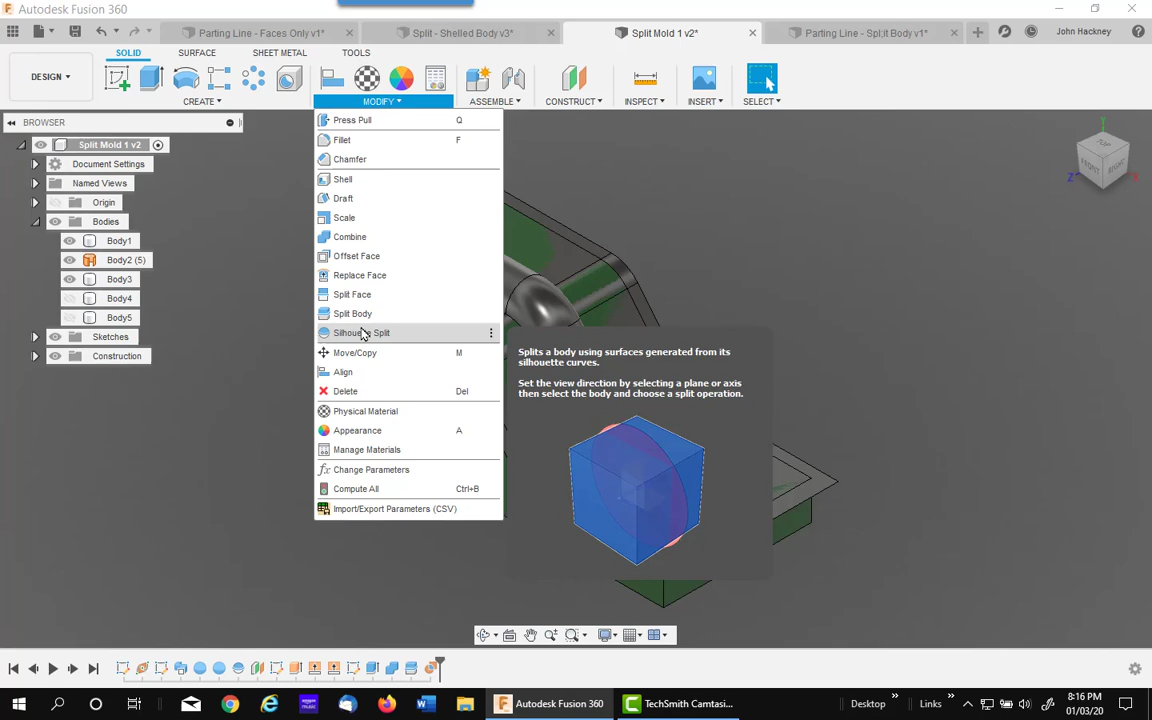 Autodesk Fusion 360
Parting Line - Faces Only v1*
Split - Shelled Body v3*
Split Mold 1 v2*
Parting Line - Split Body v1*
John Hackney
SOLID
SURFACE
SHEET METAL
TOOLS
DESIGN
CREATE
MODIFY
ASSEMBLE
CONSTRUCT
INSPECT
INSERT
SELECT
BROWSER
Split Mold 1 v2
Document Settings
Named Views
Origin
Bodies
Body1
Body2 (5)
Body3
Body4
Body5
Sketches
Construction
Press Pull Q
Fillet F
Chamfer
Shell
Draft
Scale
Combine
Offset Face
Replace Face
Split Face
Split Body
Silhouette Split
Move/Copy M
Align
Delete Del
Physical Material
Appearance A
Manage Materials
fx Change Parameters
Compute All Ctrl+B
Import/Export Parameters (CSV)
Splits a body using surfaces generated from its
silhouette curves.
Set the view direction by selecting a plane or axis
then select the body and choose a split operation.
TOP
FRONT
RIGHT
Y
Z
X
Autodesk Fusion 360
TechSmith Camtasi...
Desktop
Links
8:16 PM
01/03/20